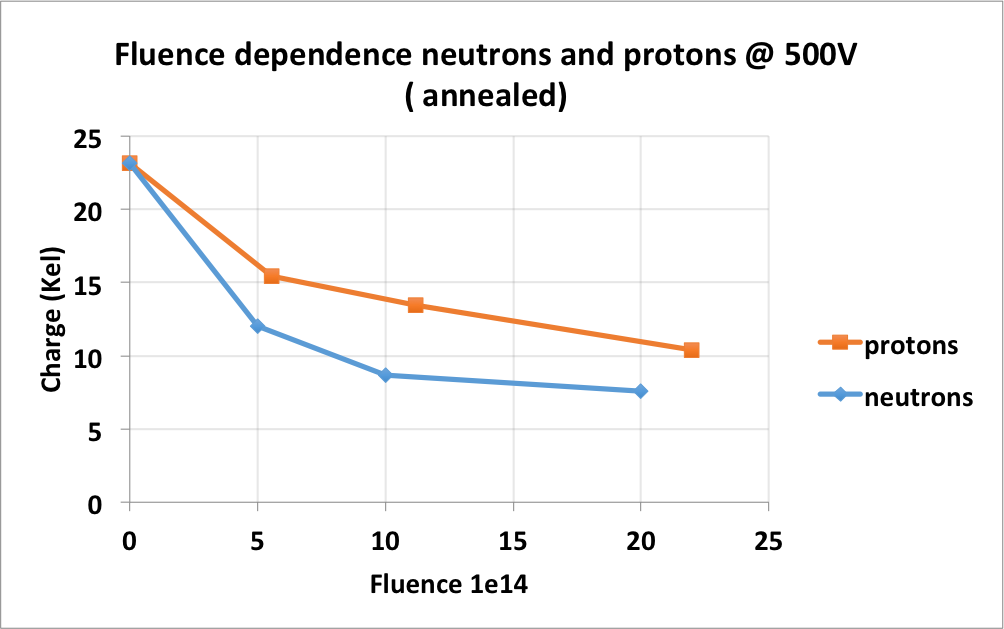 Fluence dependence neutrons and protons @ 500V
( annealed)
25
20
15
10
5
0
Charge (Kel)
0 5 10 15 20 25
Fluence 1e14
protons
neutrons